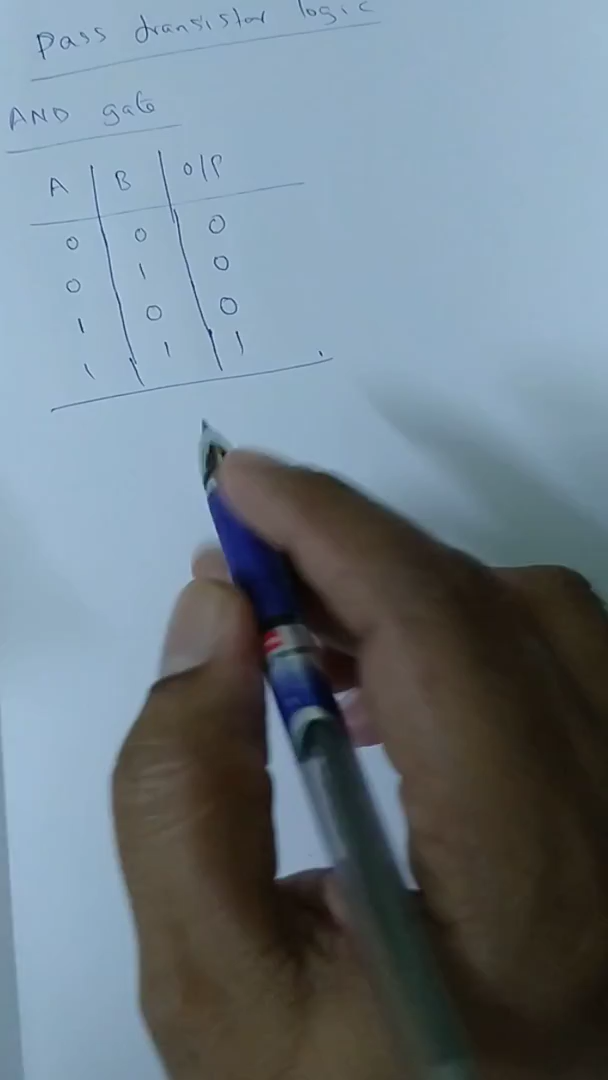 Pass transistor logic
AND gate
A B O/P
0 0 0
0 1 0
1 0 0
1 1 1